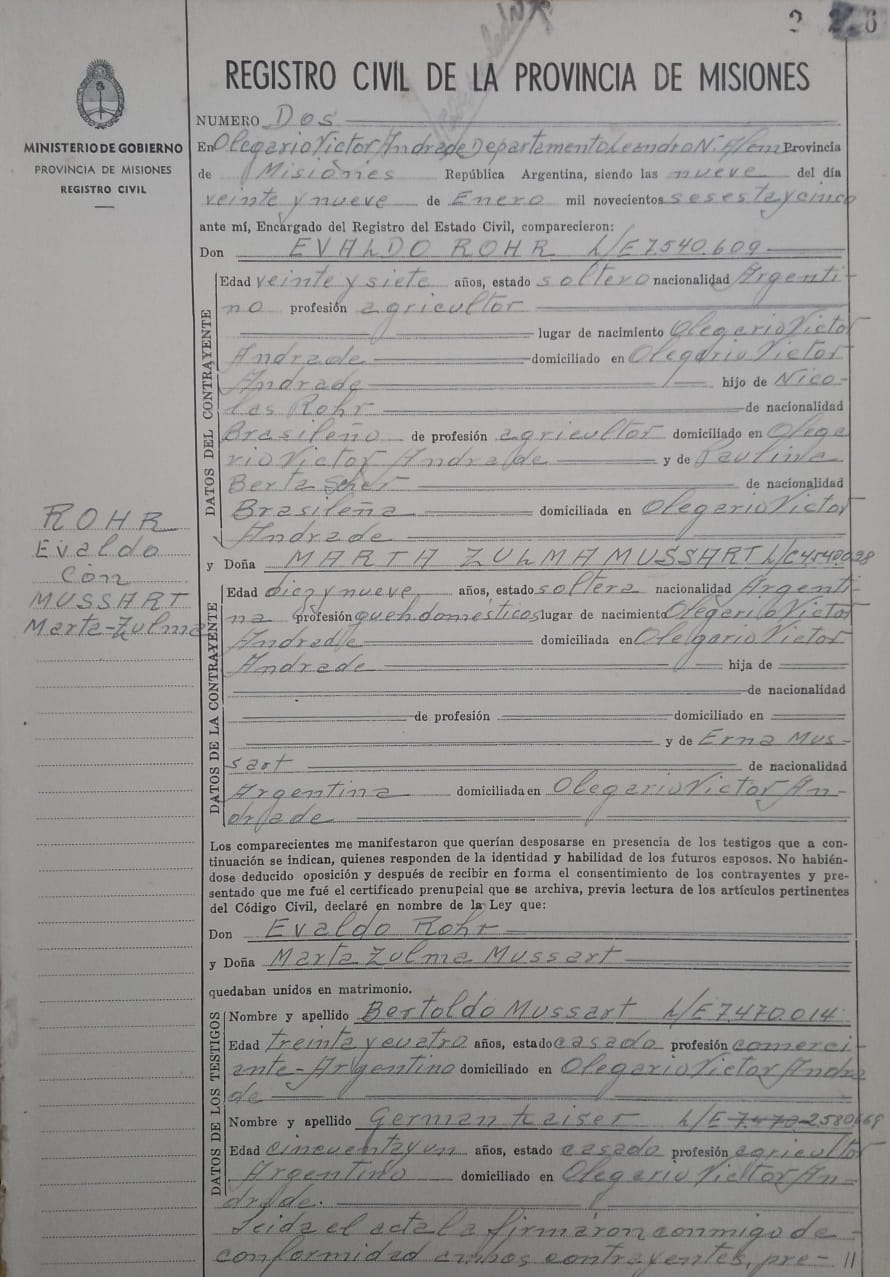 2 2 6
MINISTERIO DE GOBIERNO
PROVINCIA DE MISIONES
REGISTRO CIVIL
ROHR
Evaldo
con
MUSSART
Marta-Zulma
REGISTRO CIVIL DE LA PROVINCIA DE MISIONES
NUMERO Dos
En Olegario Victor Andrade Departamento Leandro N. Alem Provincia
de Misiones República Argentina, siendo las nueve del día
veinte y nueve de Enero mil novecientos sesesta y cinco
ante mí, Encargado del Registro del Estado Civil, comparecieron:
Don EVALDO ROHR L/E 7.540.609
DATOS DEL CONTRAYENTE
Edad veinte y siete años, estado soltero nacionalidad Argenti-
no profesión agricultor
lugar de nacimiento Olegario Victor
Andrade domiciliado en Olegario Victor
Andrade hijo de Nico-
las Rohr de nacionalidad
Brasileño de profesión agricultor domiciliado en Olega
rio Victor Andrade y de Paulina
Berta Scher de nacionalidad
Brasileña domiciliada en Olegario Victor
Andrade
y Doña MARTA ZULMA MUSSART L/C
DATOS DE LA CONTRAYENTE
Edad diez y nueve años, estado soltera nacionalidad Argenti-
na profesión queh. domesticos lugar de nacimiento Olegario Victor
Andrade domiciliada en Olegario Victor
Andrade hija de
de nacionalidad
de profesión domiciliado en
y de Erna Mus-
sart de nacionalidad
Argentina domiciliada en Olegario Victor An-
drade
Los comparecientes me manifestaron que querían desposarse en presencia de los testigos que a con-
tinuación se indican, quienes responden de la identidad y habilidad de los futuros esposos. No habién-
dose deducido oposición y después de recibir en forma el consentimiento de los contrayentes y pre-
sentado que me fué el certificado prenupcial que se archiva, previa lectura de los artículos pertinentes
del Código Civil, declaré en nombre de la Ley que:
Don Evaldo Rohr
y Doña Marta Zulma Mussart
quedaban unidos en matrimonio.
DATOS DE LOS TESTIGOS
Nombre y apellido Bertoldo Mussart L/E 7.470.014
Edad treinta y cuatro años, estado casado profesión comerci-
ante-Argentino domiciliado en Olegario Victor Andra
de
Nombre y apellido German Kaiser L/E 7.473. 2580669
Edad cincuenta y un años, estado casado profesión agricultor
Argentino domiciliado en Olegario Victor An-
drade.
Leida el acta la firmaron conmigo de
conformidad ambos contrayentes, pre- //